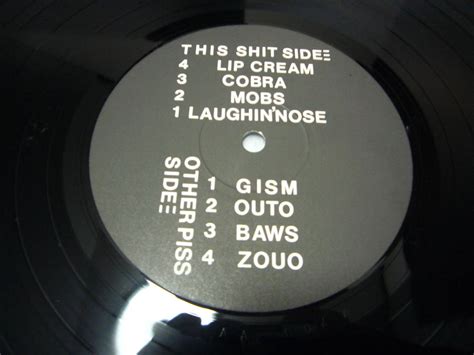 THIS SHIT SIDE
4 LIP CREAM
3 COBRA
2 MOBS
1 LAUGHIN'NOSE
OTHER PISS
SIDE
1 GISM
2 OUTO
3 BAWS
4 ZOUO